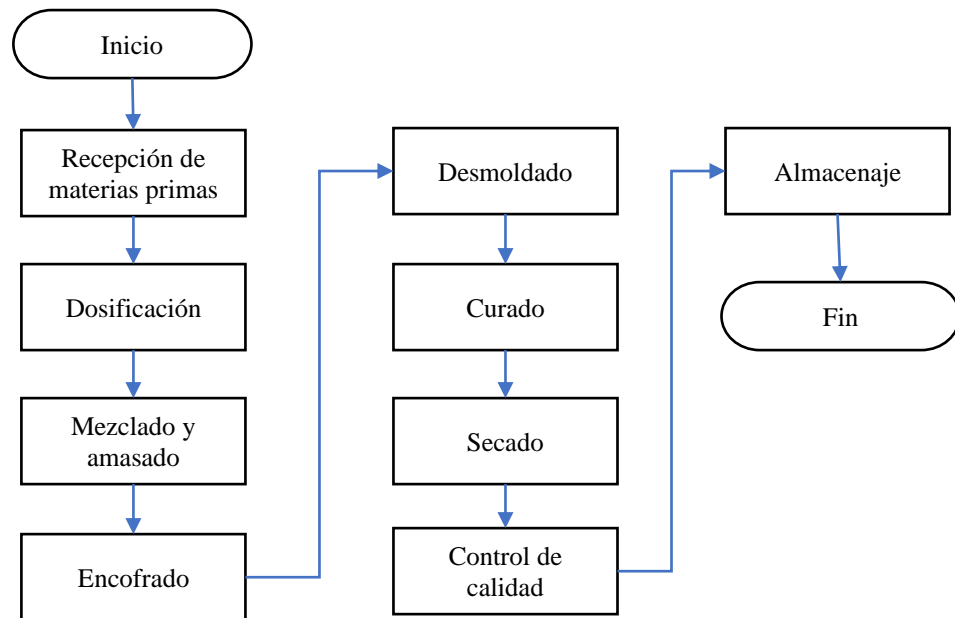 Inicio
Recepción de
materias primas
Dosificación
Mezclado y
amasado
Encofrado
Desmoldado
Curado
Secado
Control de
calidad
Almacenaje
Fin